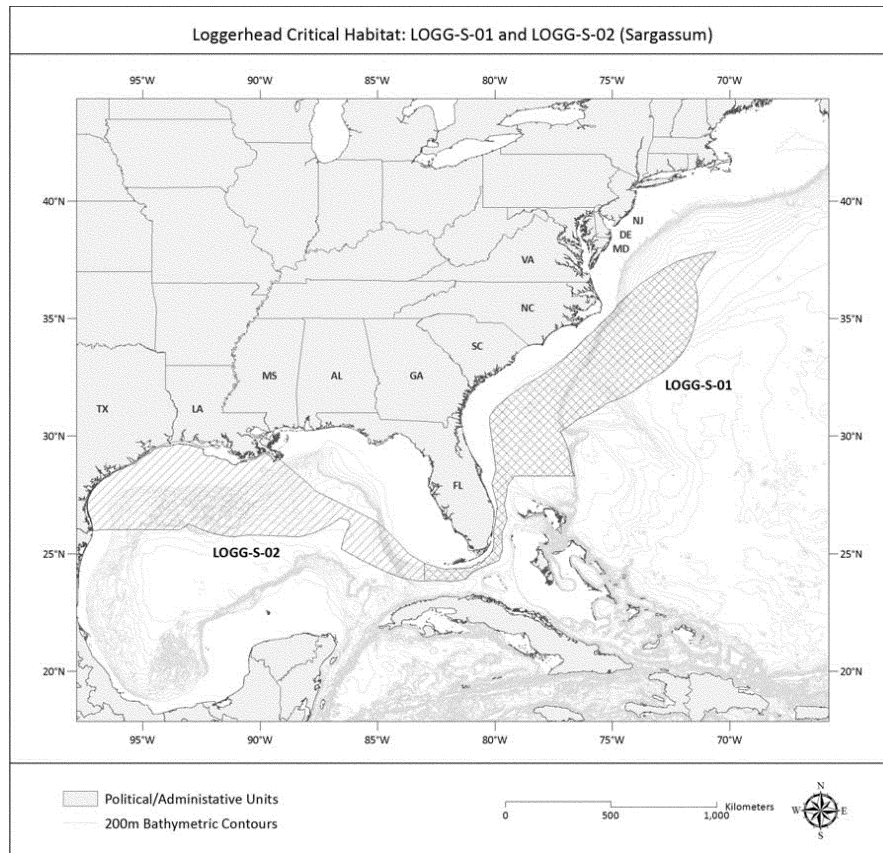 Loggerhead Critical Habitat: LOGG-S-01 and LOGG-S-02 (Sargassum)
95°W 90°W 85°W 80°W 75°W 70°W
40°N 40°N
NJ
DE
MD
VA
35°N NC 35°N
SC
MS AL GA
LOGG-S-01
TX LA
30°N 30°N
FL
LOGG-S-02
25°N 25°N
20°N 20°N
95°W 90°W 85°W 80°W 75°W 70°W
Political/Administative Units
200m Bathymetric Contours
Kilometers
0 500 1,000
N
W E
S